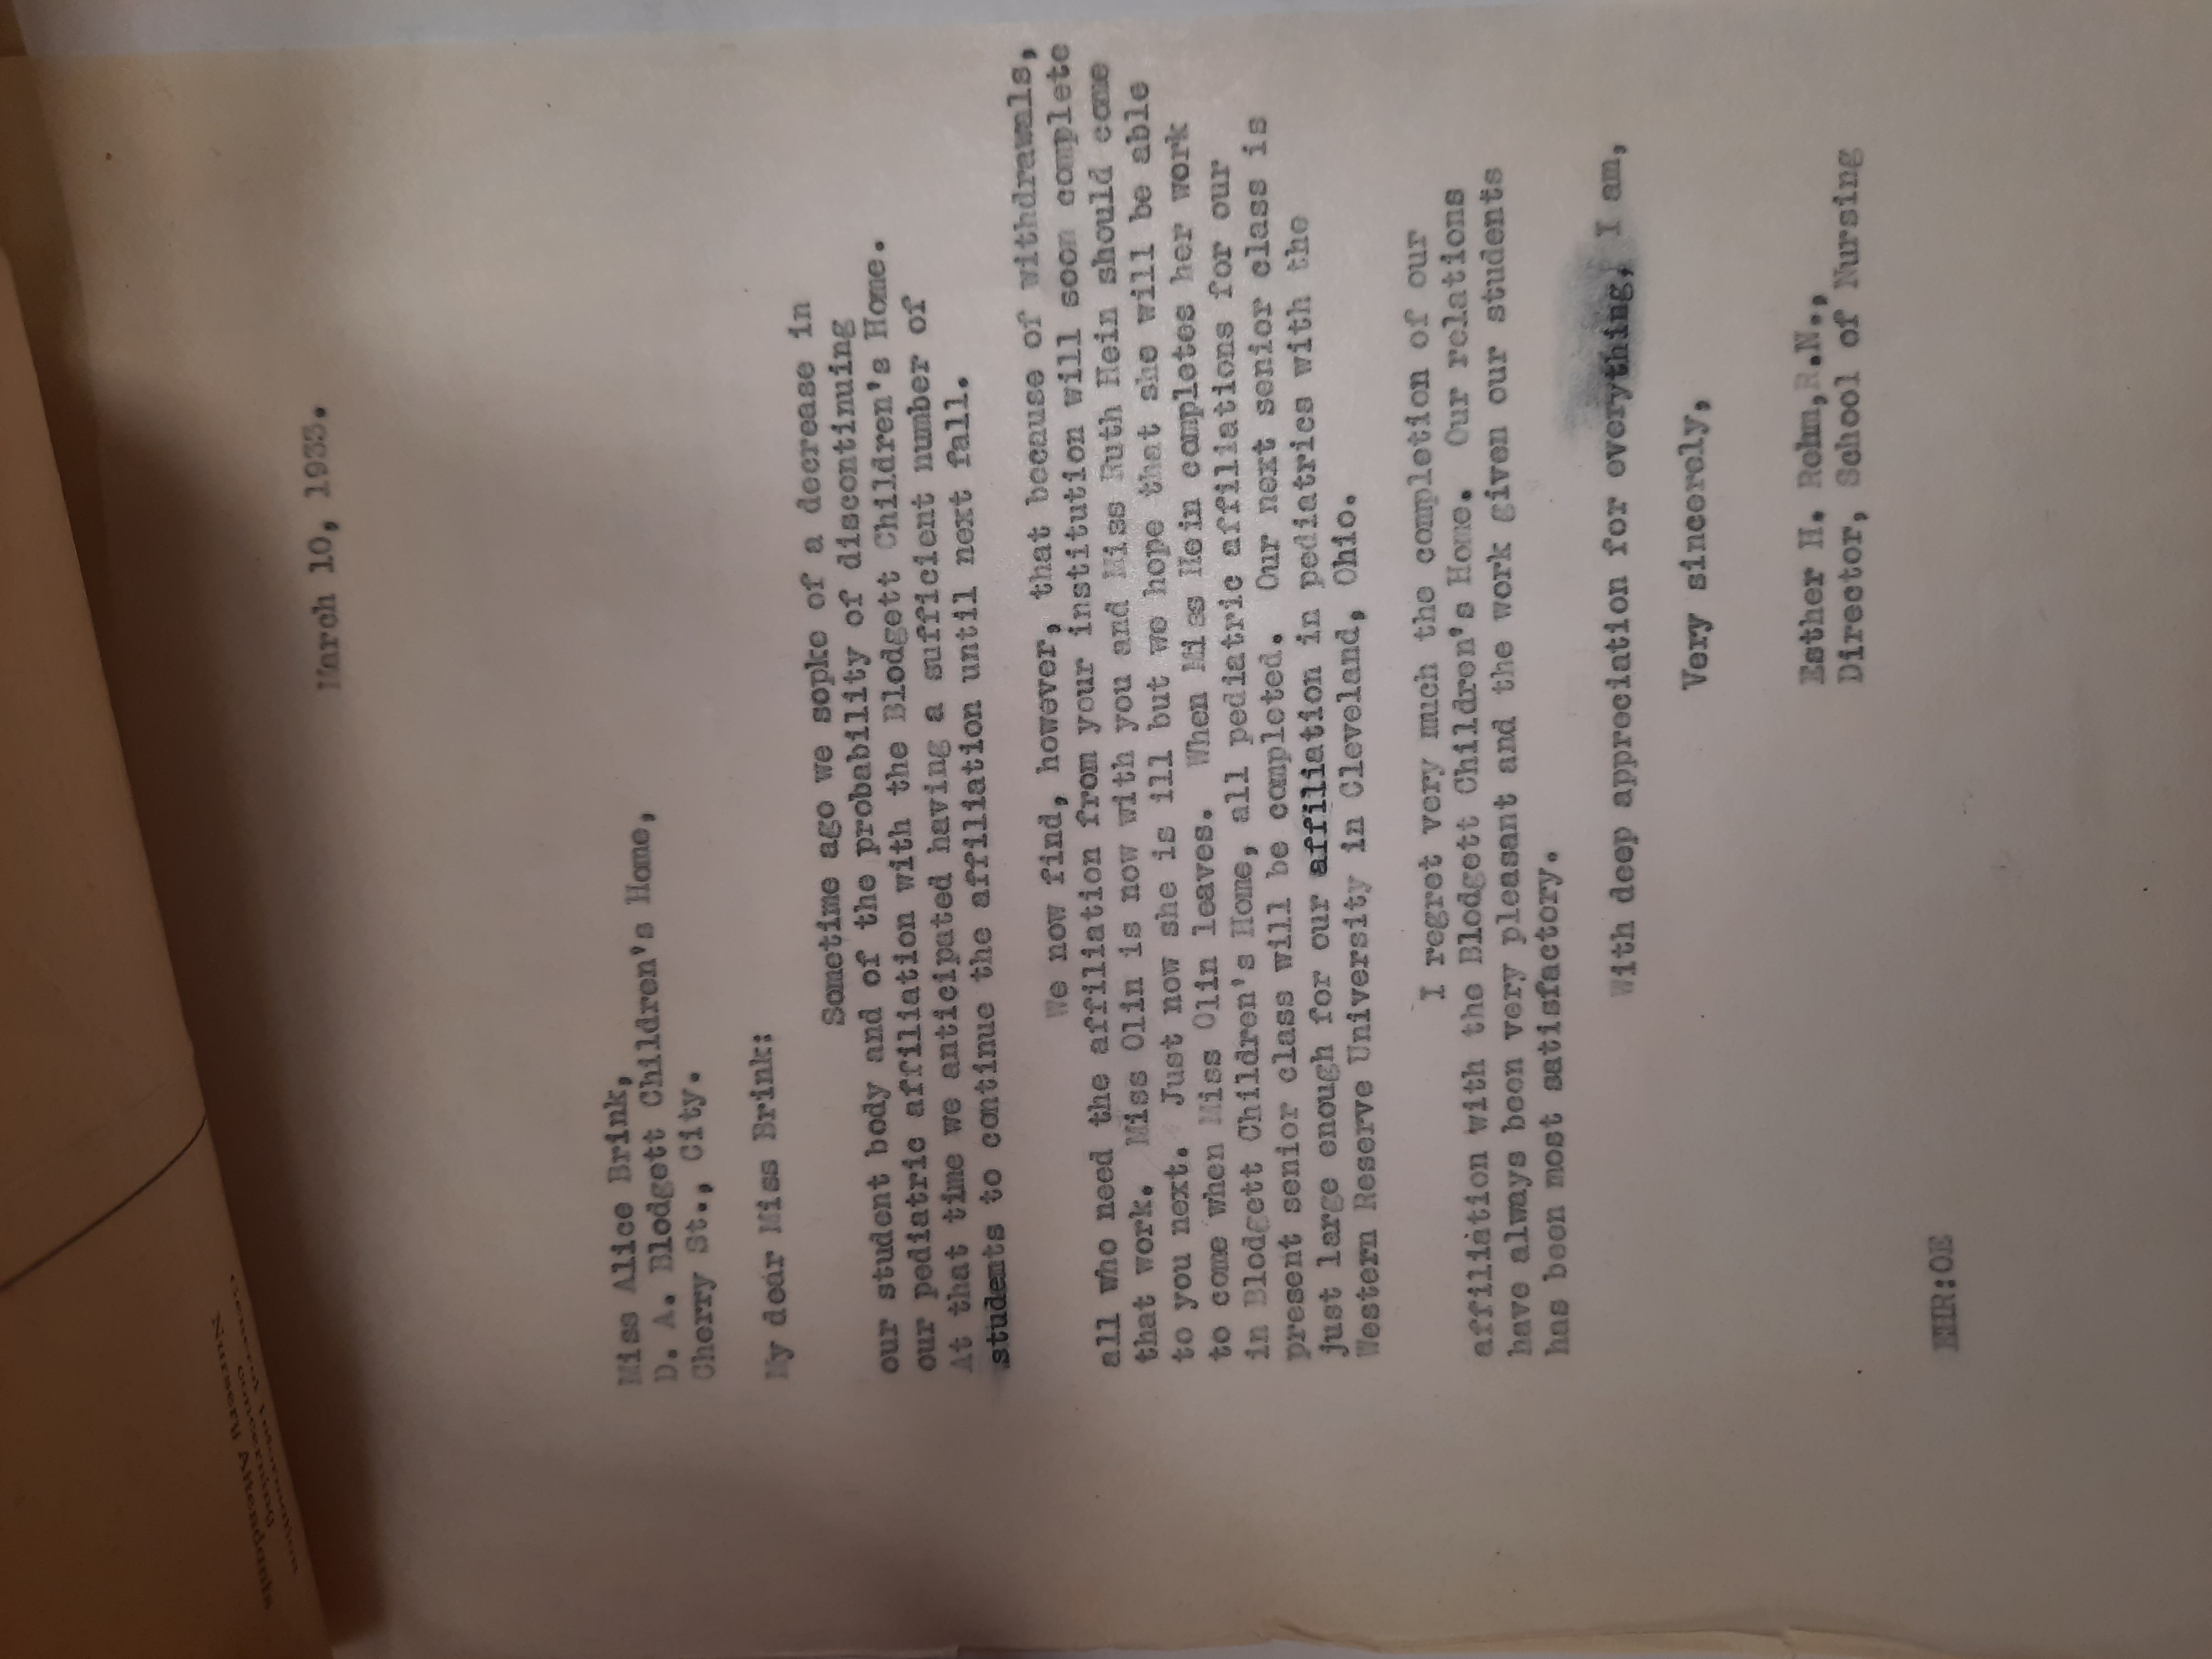 General Information
concerning
Nursery Attendants
March 10, 1933.
Miss Alice Brink,
D. A. Blodgett Children's Home,
Cherry St., City.
My dear Miss Brink:
Sometime ago we sopke of a decrease in
our student body and of the probability of discontinuing
our pediatric affiliation with the Blodgett Children's Home.
At that time we anticipated having a sufficient number of
students to continue the affiliation until next fall.
We now find, however, that because of withdrawals,
all who need the affiliation from your institution will soon complete
that work. Miss Olin is now with you and Miss Ruth Hein should come
to you next. Just now she is ill but we hope that she will be able
to come when Miss Olin leaves. When Miss Hein completes her work
in Blodgett Children's Home, all pediatric affiliations for our
present senior class will be completed. Our next senior class is
just large enough for our affiliation in pediatrics with the
Western Reserve University in Cleveland, Ohio.
I regret very much the completion of our
affiliation with the Blodgett Children's Home. Our relations
have always been very pleasant and the work given our students
has been most satisfactory.
With deep appreciation for everything, I am,
Very sincerely,
Esther H. Rehm,R.N.,
Director, School of Nursing
EHR:OE